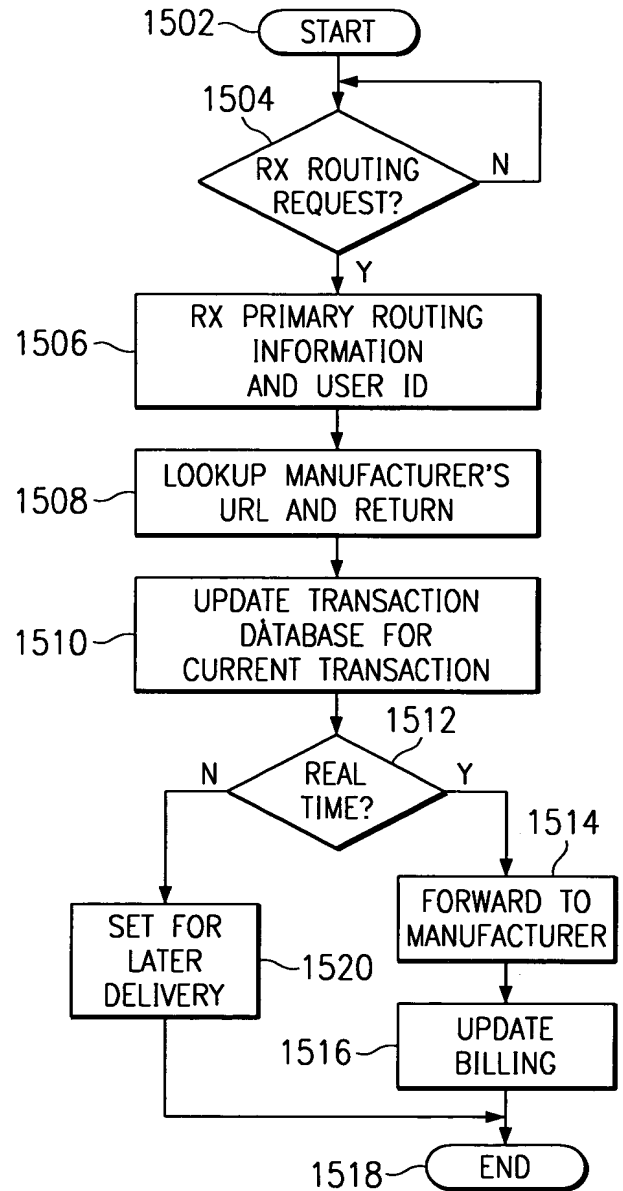 1502
START
1504
RX ROUTING
REQUEST?
N
Y
1506
RX PRIMARY ROUTING
INFORMATION
AND USER ID
1508
LOOKUP MANUFACTURER'S
URL AND RETURN
1510
UPDATE TRANSACTION
DATABASE FOR
CURRENT TRANSACTION
1512
N
REAL
TIME?
Y
1514
FORWARD TO
MANUFACTURER
SET FOR
LATER
DELIVERY
1520
1516
UPDATE
BILLING
1518
END